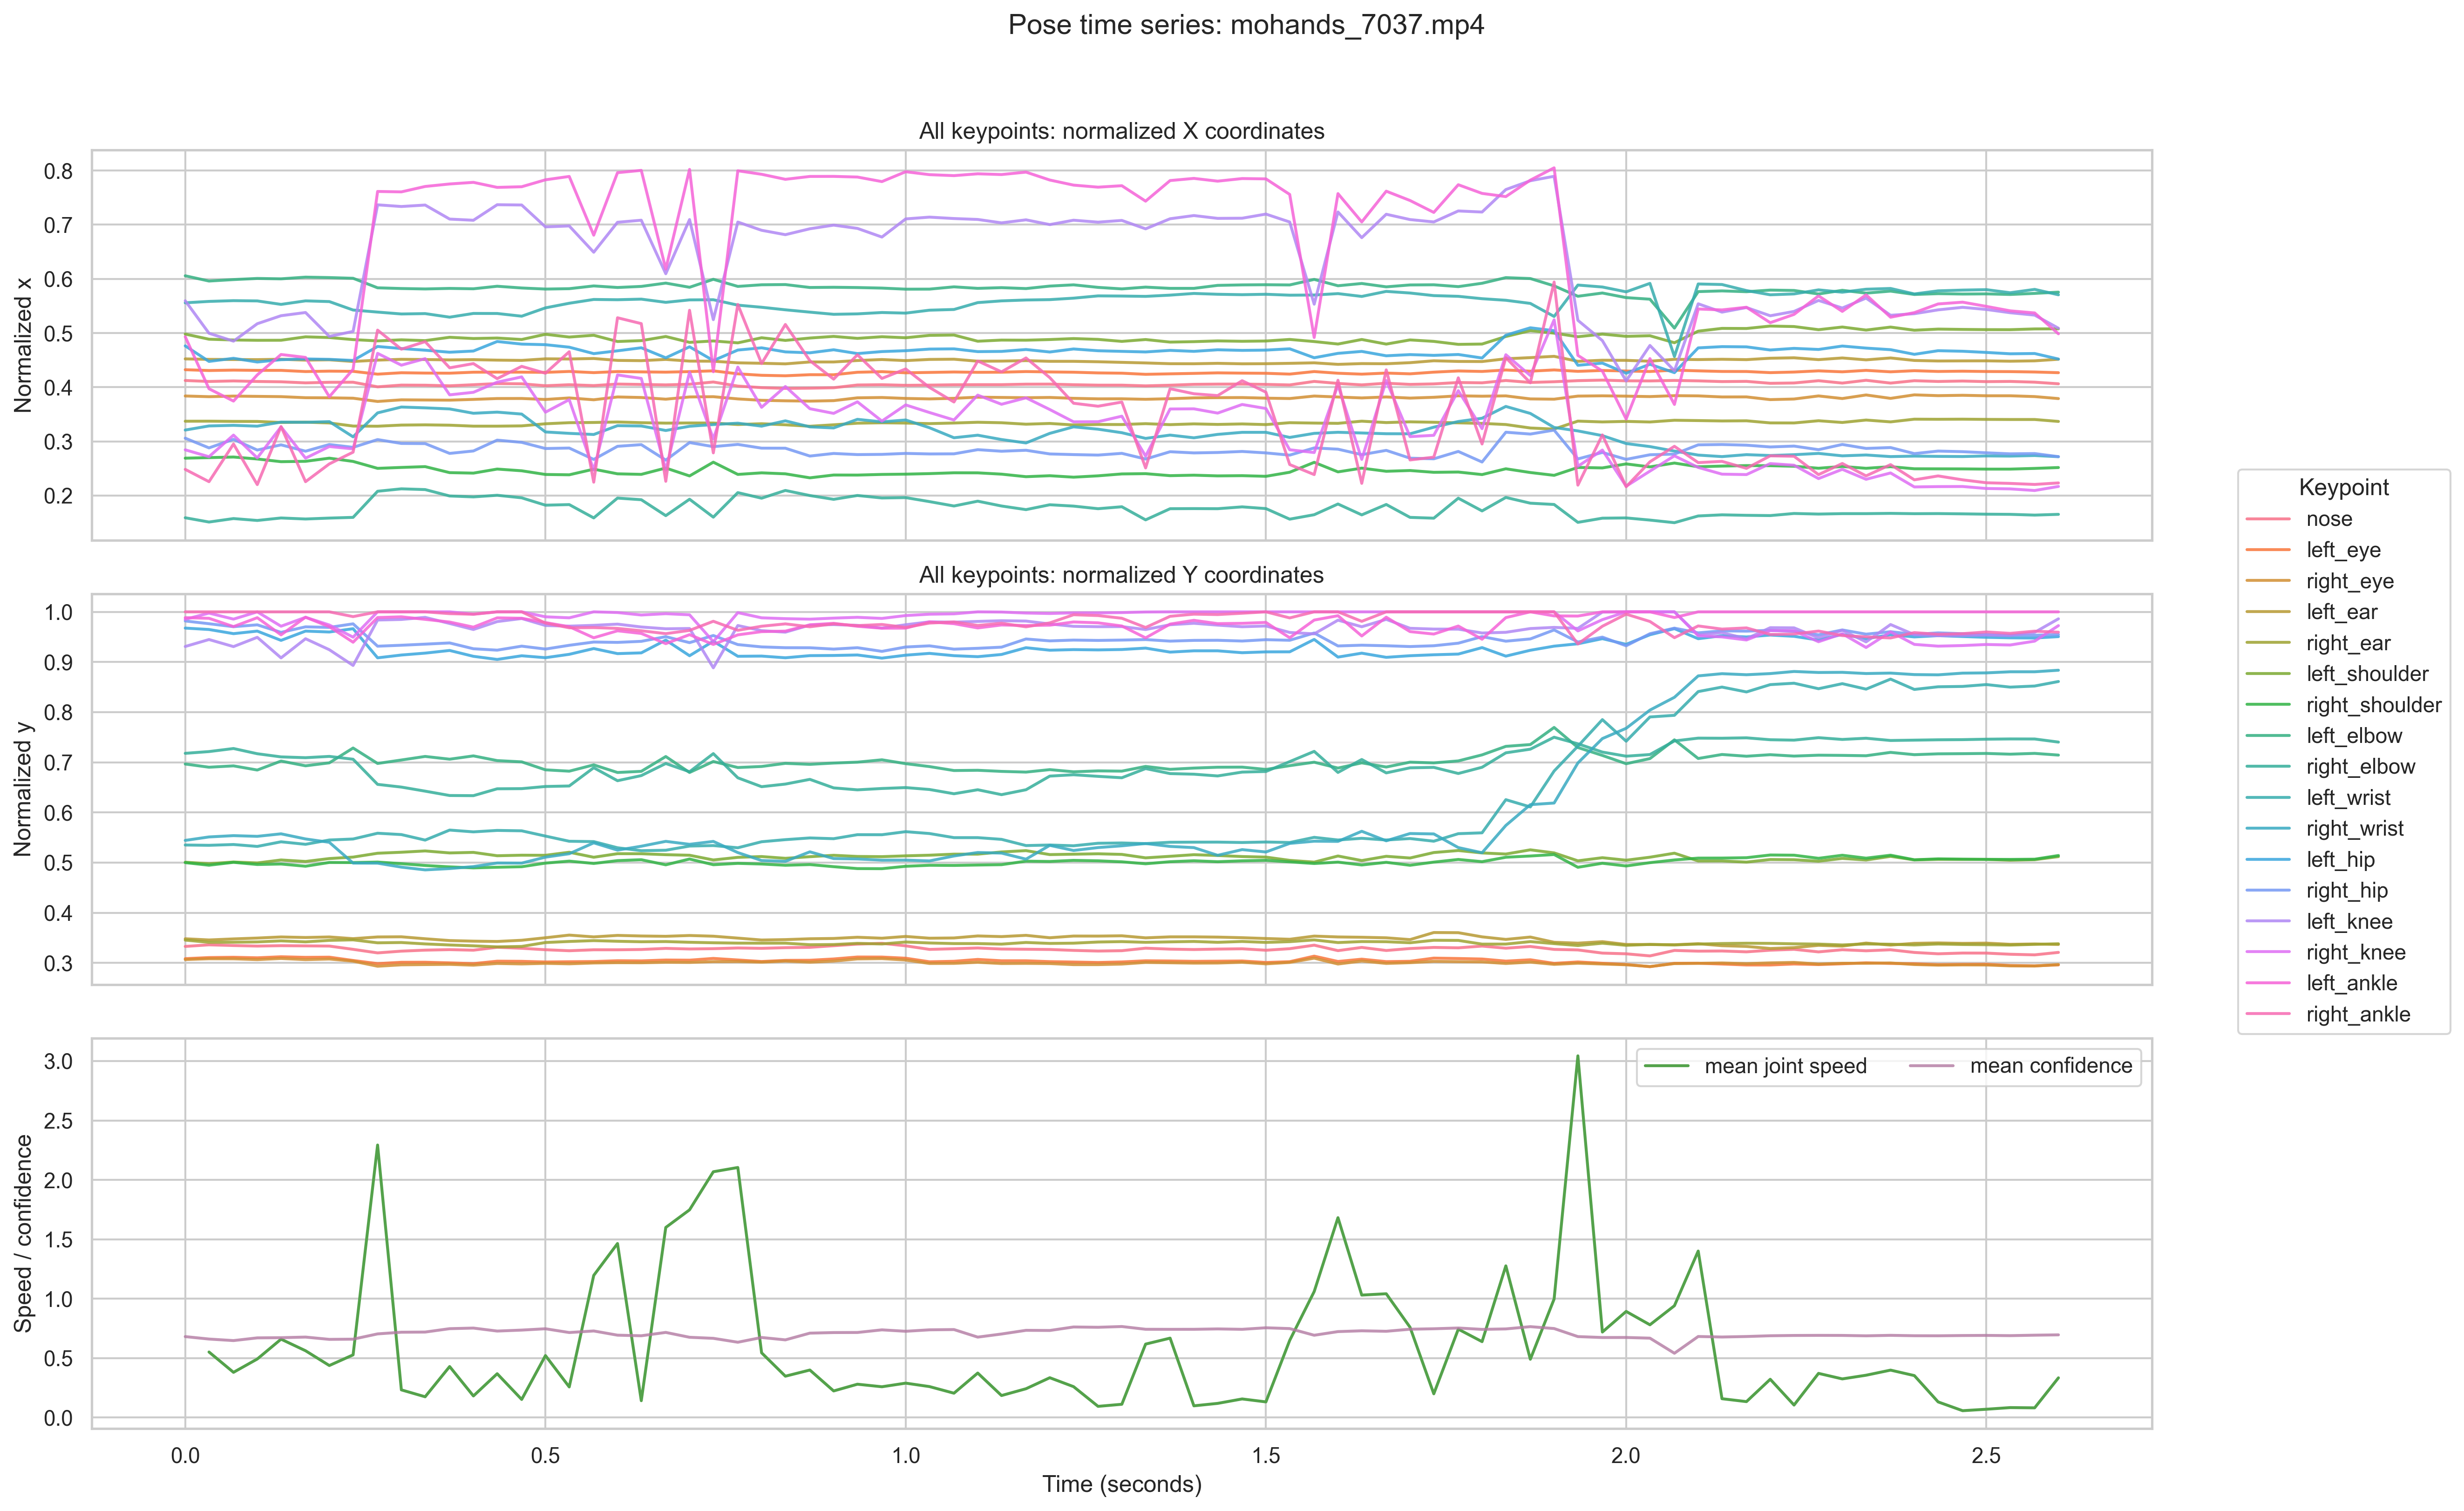 Pose time series: mohands_7037.mp4
All keypoints: normalized X coordinates
Normalized x
0.8
0.7
0.6
0.5
0.4
0.3
0.2
All keypoints: normalized Y coordinates
Normalized y
1.0
0.9
0.8
0.7
0.6
0.5
0.4
0.3
Keypoint
nose
left_eye
right_eye
left_ear
right_ear
left_shoulder
right_shoulder
left_elbow
right_elbow
left_wrist
right_wrist
left_hip
right_hip
left_knee
right_knee
left_ankle
right_ankle
Speed / confidence
3.0
2.5
2.0
1.5
1.0
0.5
0.0
mean joint speed mean confidence
0.0 0.5 1.0 1.5 2.0 2.5
Time (seconds)